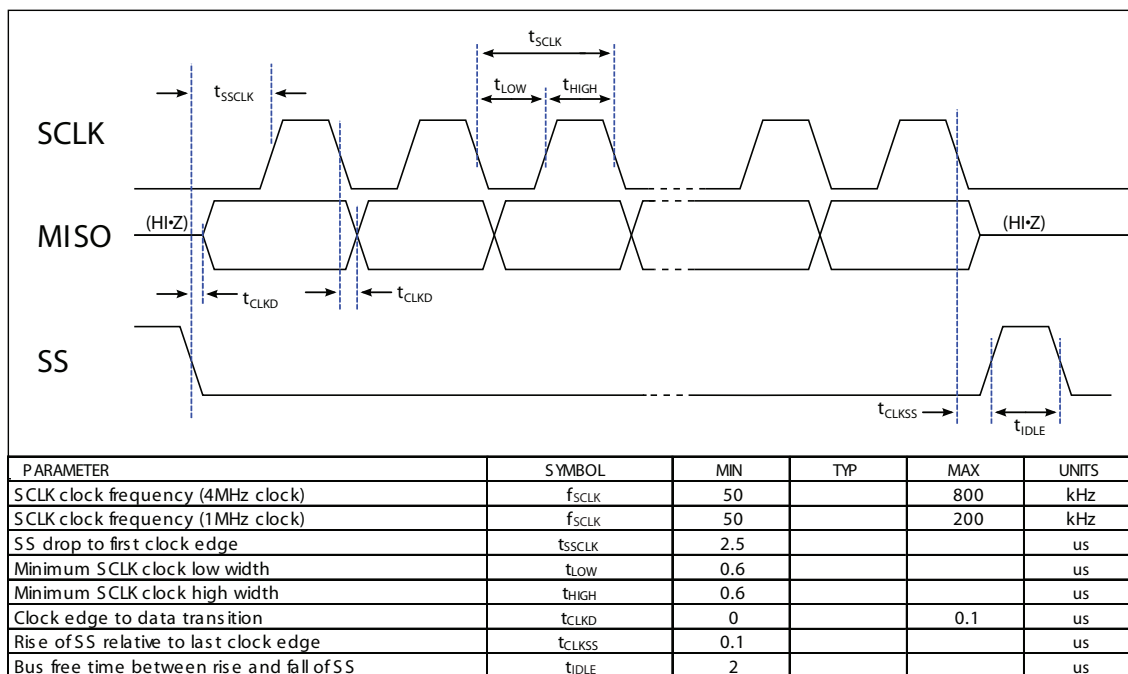 tSCLK
tSSCLK
tLOW tHIGH
SCLK
(HI•Z) (HI•Z)
MISO
tCLKD tCLKD
SS
tCLKSS
tIDLE
PARAMETER SYMBOL MIN TYP MAX UNITS
SCLK clock frequency (4MHz clock) fSCLK 50 800 kHz
SCLK clock frequency (1MHz clock) fSCLK 50 200 kHz
SS drop to first clock edge tSSCLK 2.5 us
Minimum SCLK clock low width tLOW 0.6 us
Minimum SCLK clock high width tHIGH 0.6 us
Clock edge to data transition tCLKD 0 0.1 us
Rise of SS relative to last clock edge tCLKSS 0.1 us
Bus free time between rise and fall of SS tIDLE 2 us